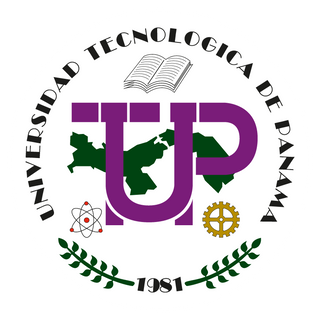 UNIVERSIDAD TECNOLOGICA DE PANAMA
UTP
1981